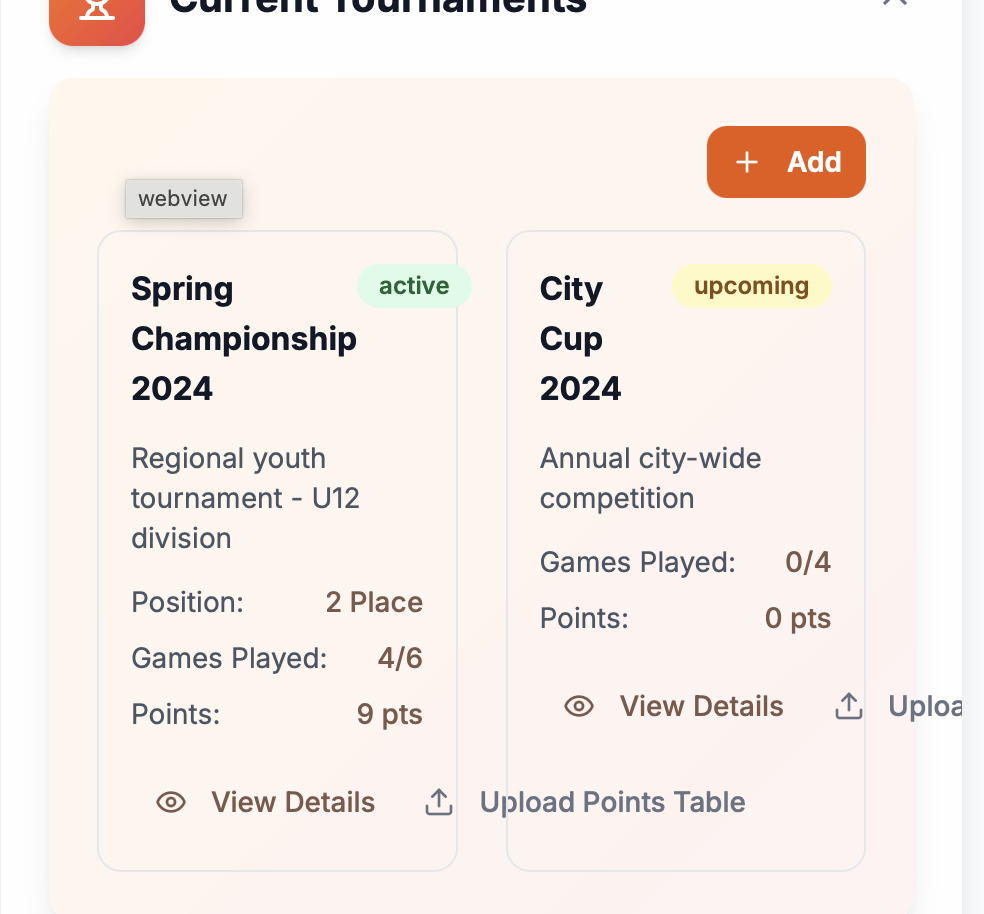 Current Tournaments
Add
webview
Spring
Championship
2024
active
Regional youth
tournament - U12
division
Position: 2 Place
Games Played: 4/6
Points: 9 pts
View Details
Upload Points Table
City
Cup
2024
upcoming
Annual city-wide
competition
Games Played: 0/4
Points: 0 pts
View Details
Uploa